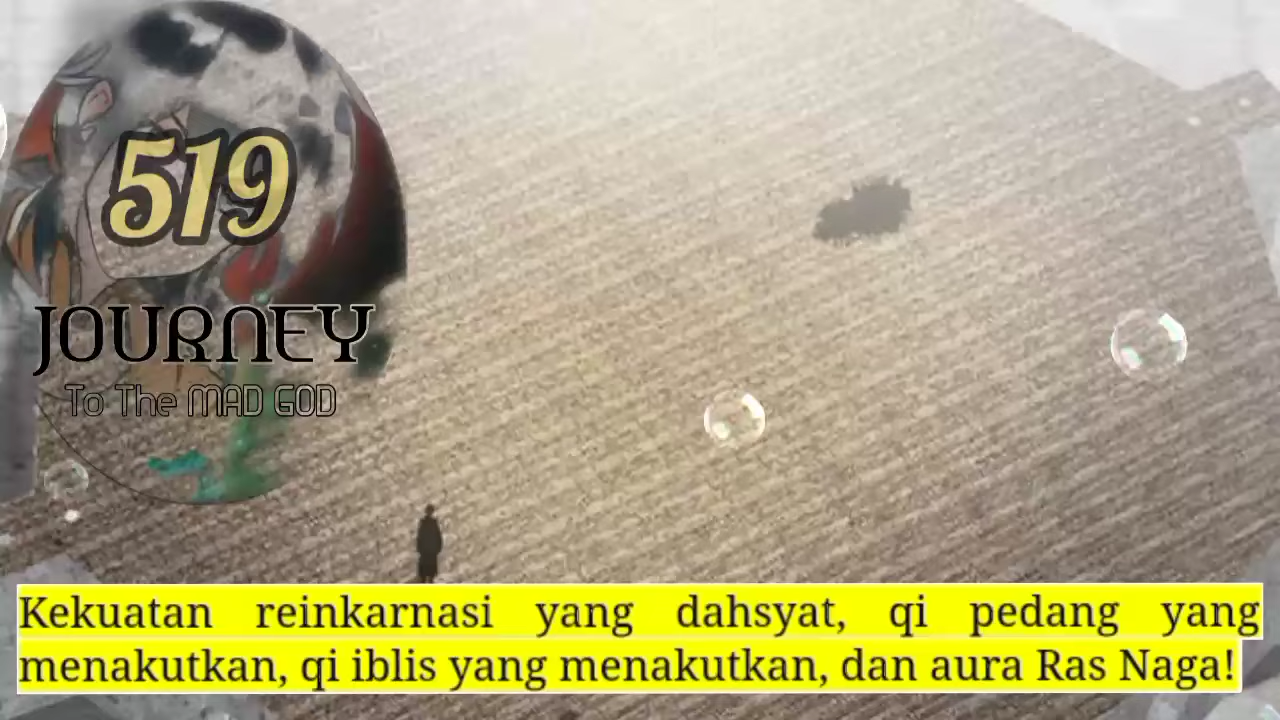 519
JOURNEY
To The MAD GOD
Kekuatan reinkarnasi yang dahsyat, qi pedang yang
menakutkan, qi iblis yang menakutkan, dan aura Ras Naga!